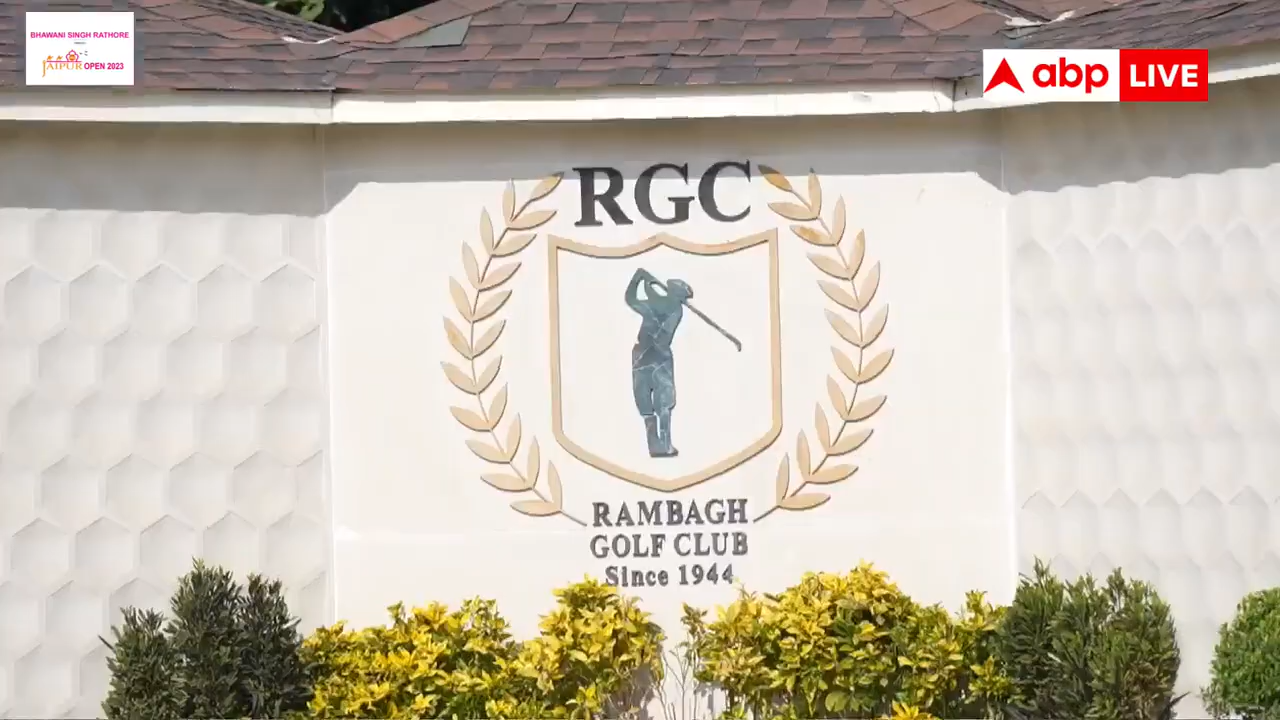 BHAWANI SINGH RATHORE
JAIPUR OPEN 2023
abp LIVE
RGC
RAMBAGH
GOLF CLUB
Since 1944